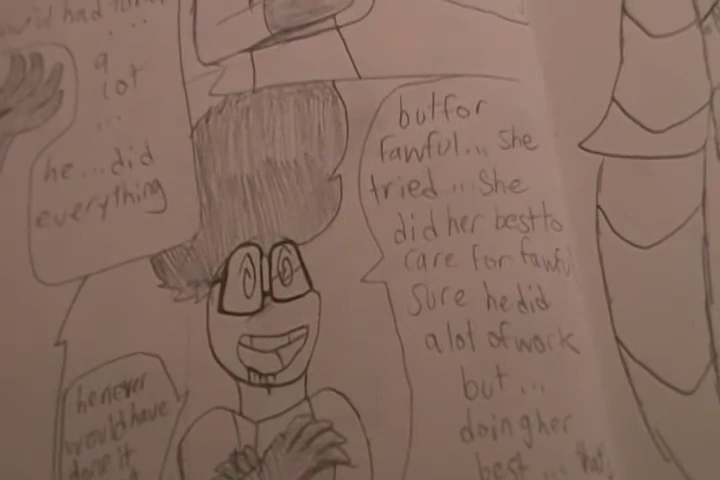 had
a
lot
...
he...did
everything
but for
fawful... she
tried... she
did her best to
care for fawful
sure he did
a lot of work
but...
doing her
best... that
he never
would have
done it